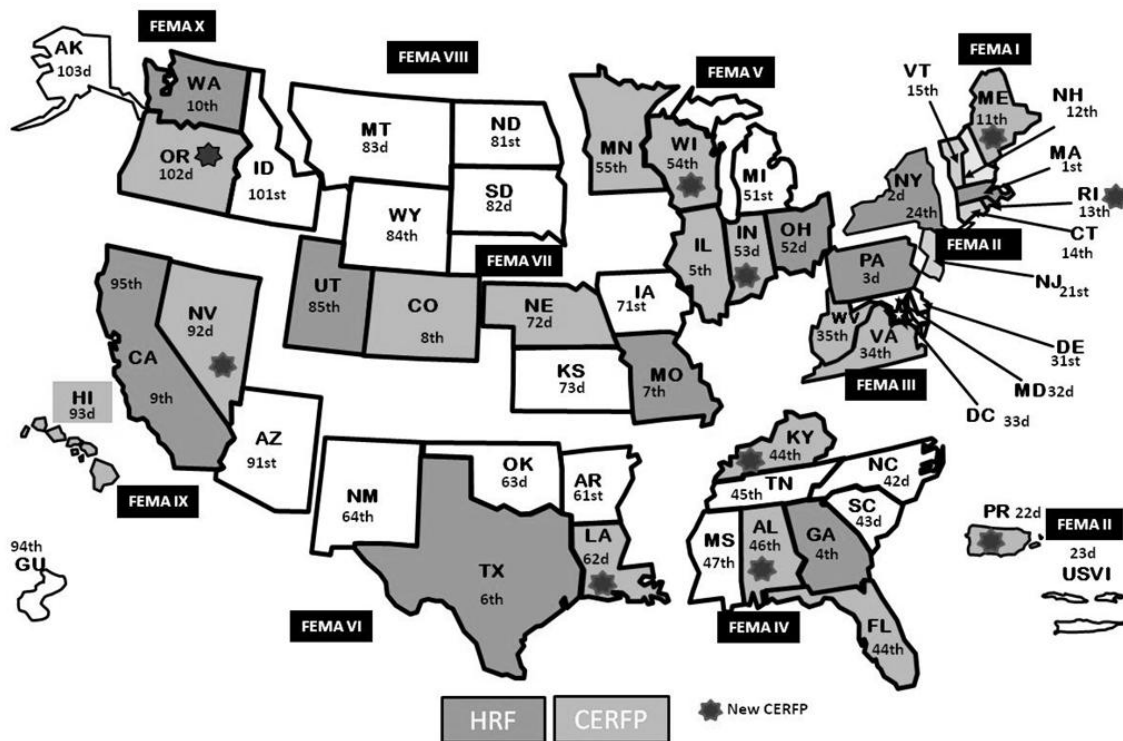 FEMA X
AK
103d
WA
10th
OR
102d
ID
101st
FEMA VIII
MT
83d
ND
81st
SD
82d
WY
84th
UT
85th
CO
8th
FEMA VII
NE
72d
IA
71st
KS
73d
MO
7th
FEMA V
MN
55th
WI
54th
MI
51st
IL
5th
IN
53d
OH
52d
FEMA I
VT
15th
ME
11th
NH
12th
MA
1st
RI
13th
CT
14th
NY
2d
24th
FEMA II
NJ 21st
PA
3d
WV
35th
VA
34th
FEMA III
DE
31st
MD 32d
DC 33d
95th
CA
9th
NV
92d
HI
93d
AZ
91st
FEMA IX
94th
GU
NM
64th
OK
63d
AR
61st
TX
6th
LA
62d
FEMA VI
KY
44th
TN
45th
NC
42d
SC
43d
MS
47th
AL
46th
GA
4th
FL
44th
FEMA IV
PR 22d
FEMA II
23d
USVI
HRF
CERFP
New CERFP